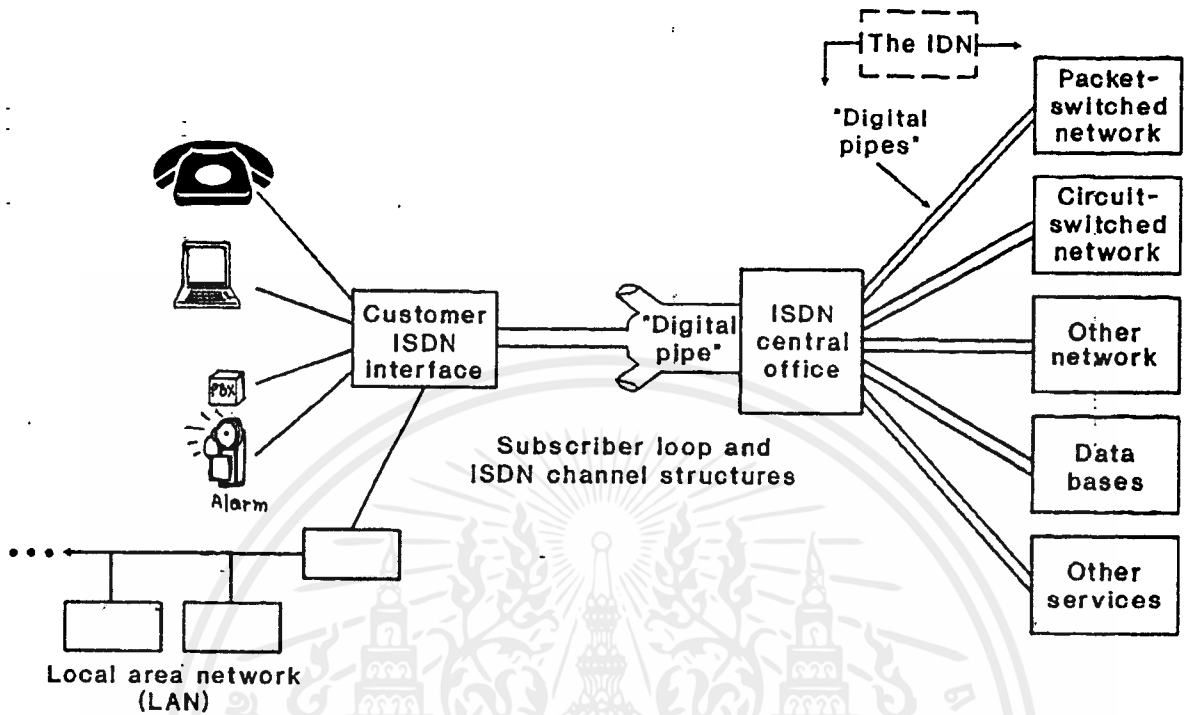 The IDN
"Digital
pipes"
Packet-
switched
network
Circuit-
switched
network
Customer
ISDN
interface
"Digital
pipe"
ISDN
central
office
Other
network
PBX
Alarm
Subscriber loop and
ISDN channel structures
Data
bases
Other
services
Local area network
(LAN)